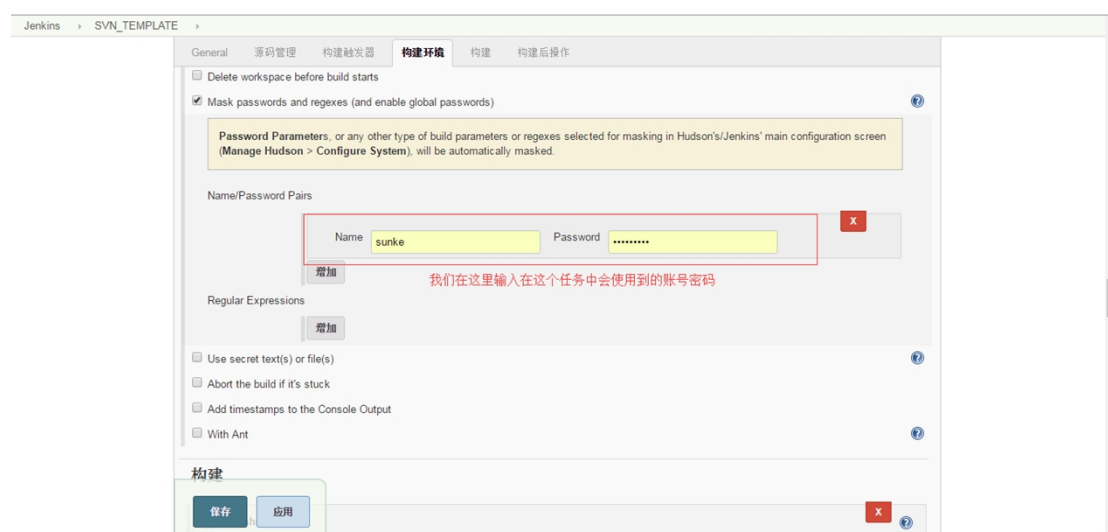 Jenkins › SVN_TEMPLATE ›
General 源码管理 构建触发器 构建环境 构建 构建后操作
Delete workspace before build starts
Mask passwords and regexes (and enable global passwords)
Password Parameters, or any other type of build parameters or regexes selected for masking in Hudson's/Jenkins' main configuration screen
(Manage Hudson > Configure System), will be automatically masked.
Name/Password Pairs
X
Name sunke Password •••••••••
增加
我们在这里输入在这个任务中会使用到的账号密码
Regular Expressions
增加
Use secret text(s) or file(s)
Abort the build if it's stuck
Add timestamps to the Console Output
With Ant
构建
保存 应用 X